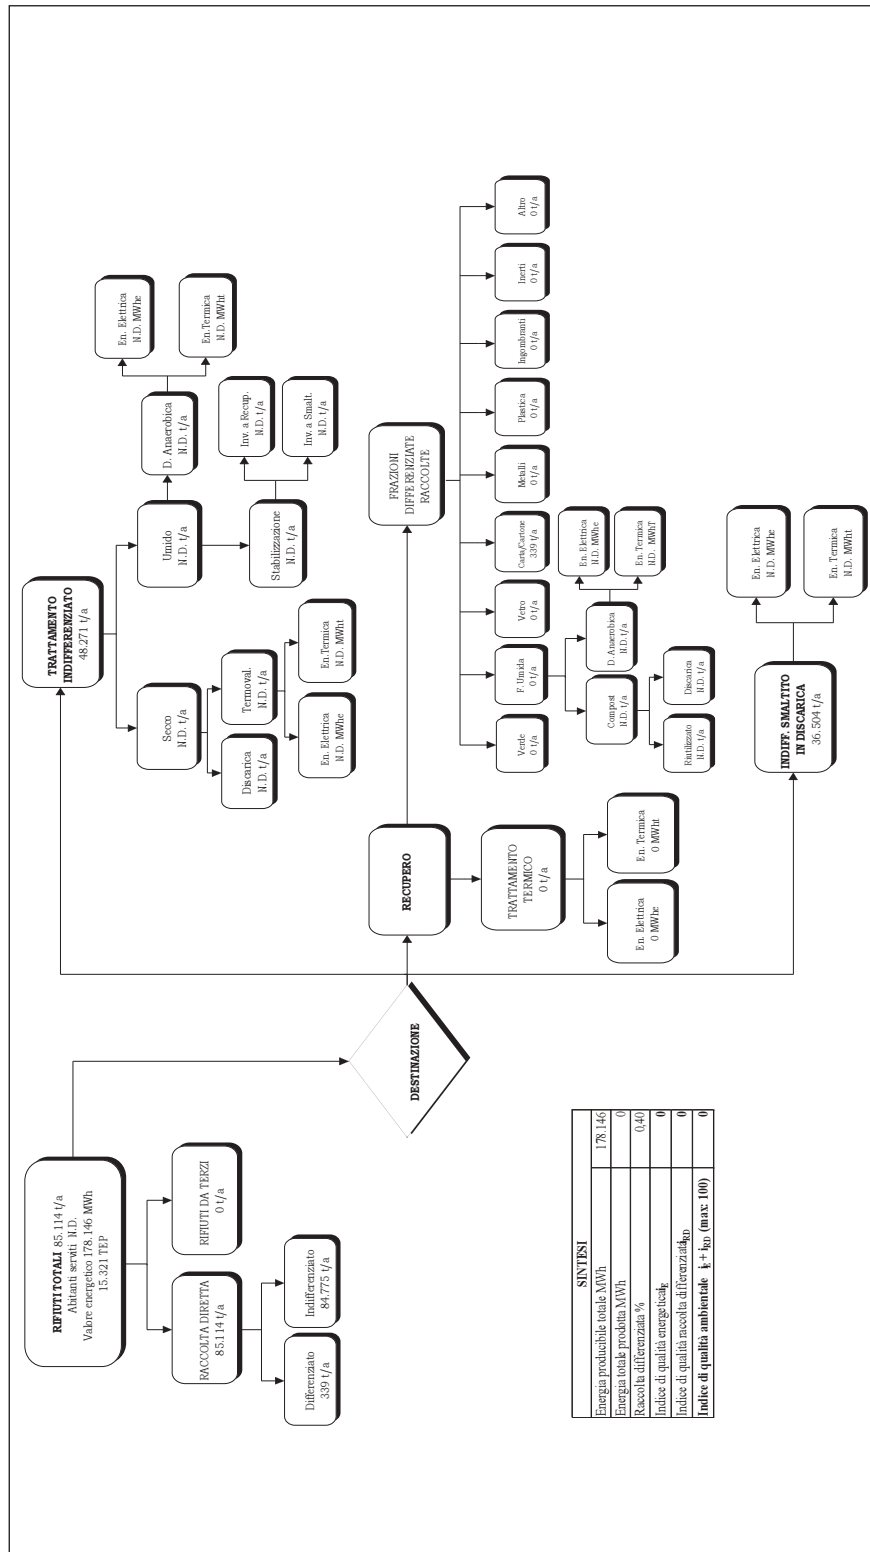 RIFIUTI TOTALI 85.114 t/a
Abitanti serviti N.D.
Valore energetico 178.146 MWh
15.321 TEP
RACCOLTA DIRETTA
85.114 t/a
RIFIUTI DA TERZI
0 t/a
Differenziato
339 t/a
Indifferenziato
84.775 t/a
DESTINAZIONE
TRATTAMENTO
INDIFFERENZIATO
48.271 t/a
Secco
N.D. t/a
Umido
N.D. t/a
D. Anaerobica
N.D. t/a
En. Elettrica
N.D. MWhe
En.Termica
N.D. MWht
Discarica
N.D. t/a
Termoval.
N.D. t/a
Stabilizzazione
N.D. t/a
Inv. a Recup.
N.D. t/a
Inv. a Smalt.
N.D. t/a
En. Elettrica
N.D. MWhe
En.Termica
N.D. MWht
RECUPERO
FRAZIONI
DIFFERENZIATE
RACCOLTE
TRATTAMENTO
TERMICO
0 t/a
En. Elettrica
0 MWhe
En. Termica
0 MWht
Verde
0 t/a
F. Umida
0 t/a
Vetro
0 t/a
Carta/Cartone
339 t/a
Metalli
0 t/a
Plastica
0 t/a
Ingombranti
0 t/a
Inerti
0 t/a
Altro
0 t/a
Compost
N.D. t/a
D. Anaerobica
N.D. t/a
En. Elettrica
N.D. MWhe
En. Termica
N.D. MWhT
Riutilizzato
N.D. t/a
Discarica
N.D. t/a
INDIFF. SMALTITO
IN DISCARICA
36.504 t/a
En. Elettrica
N.D. MWhe
En. Termica
N.D. MWht
SINTESI
Energia producibile totale MWh 178.146
Energia totale prodotta MWh 0
Raccolta differenziata % 0,40
Indice di qualità energetica iE 0
Indice di qualità raccolta differenziata iRD 0
Indice di qualità ambientale iE + iRD (max: 100) 0